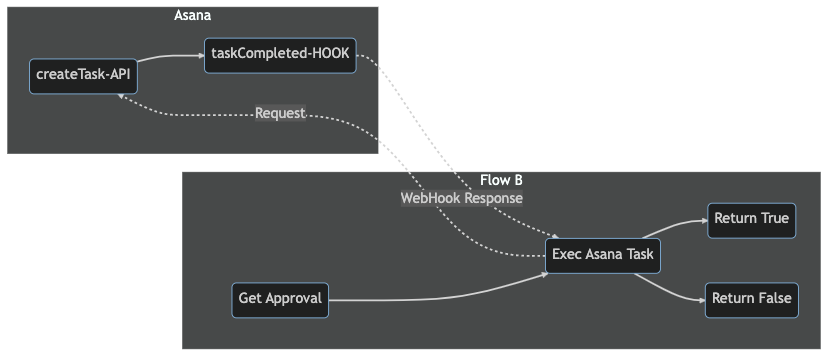 Asana
taskCompleted-HOOK
createTask-API
Request
Flow B
WebHook Response
Return True
Exec Asana Task
Get Approval
Return False